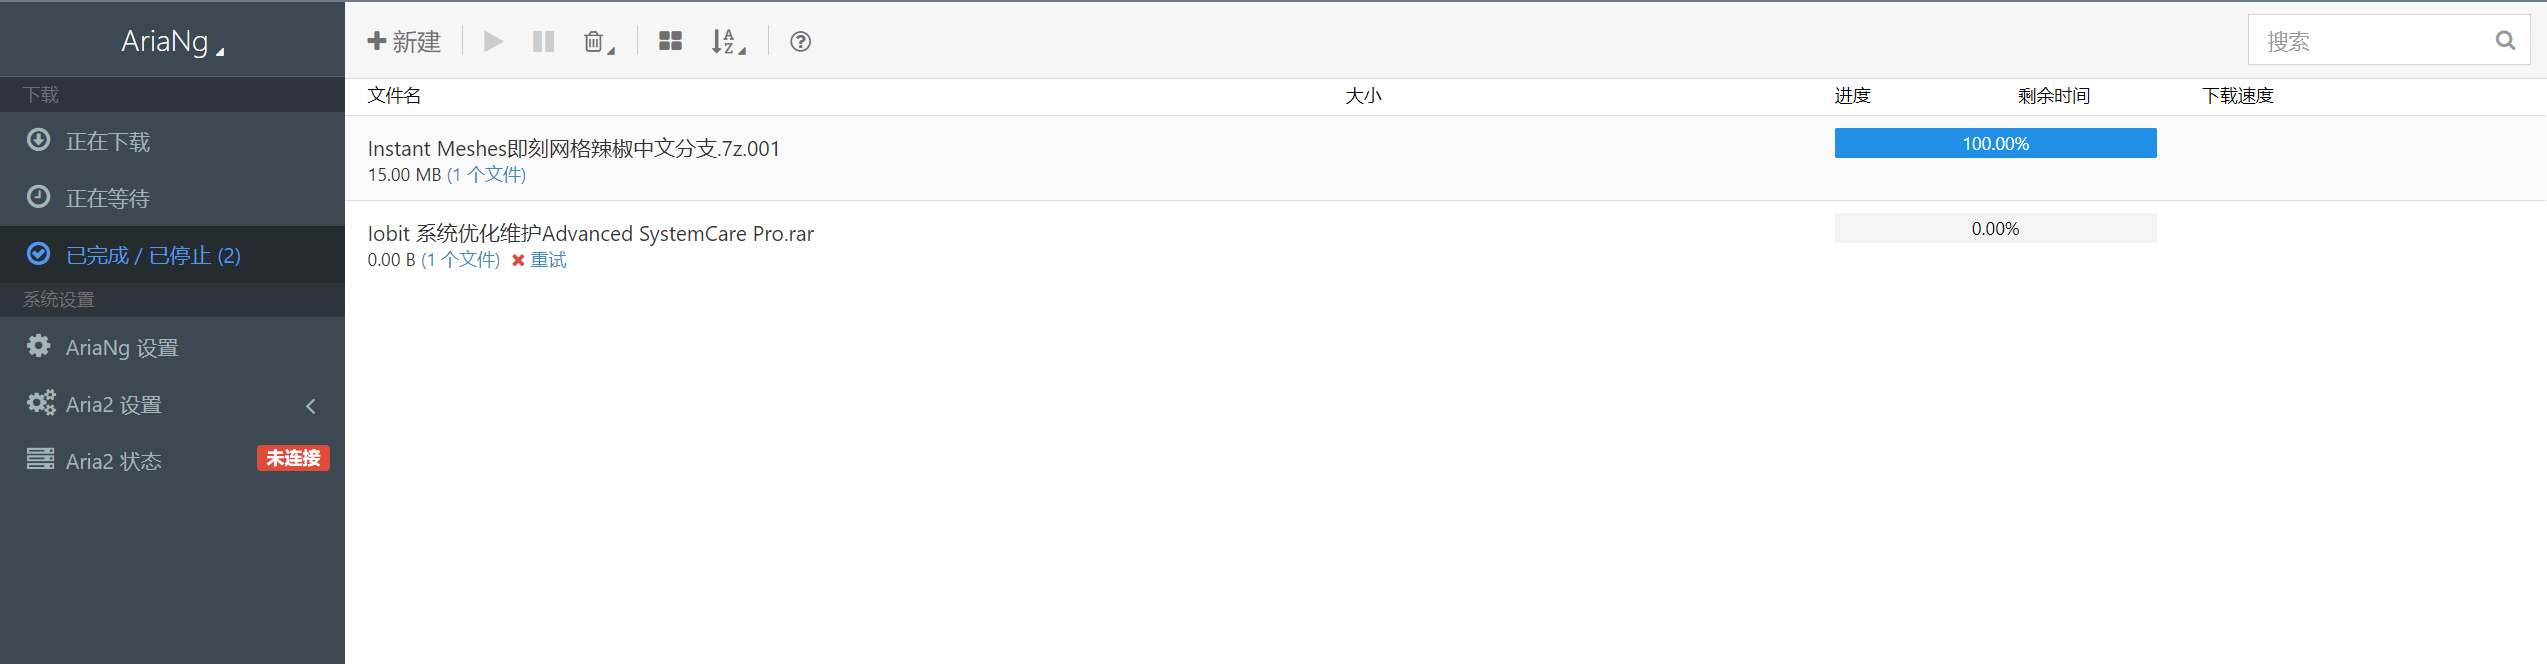 AriaNg
新建
搜索
下载
正在下载
正在等待
已完成 / 已停止 (2)
系统设置
AriaNg 设置
Aria2 设置
Aria2 状态 未连接
文件名 大小 进度 剩余时间 下载速度
Instant Meshes即刻网格辣椒中文分支.7z.001
15.00 MB (1 个文件)
100.00%
Iobit 系统优化维护Advanced SystemCare Pro.rar
0.00 B (1 个文件) 重试
0.00%